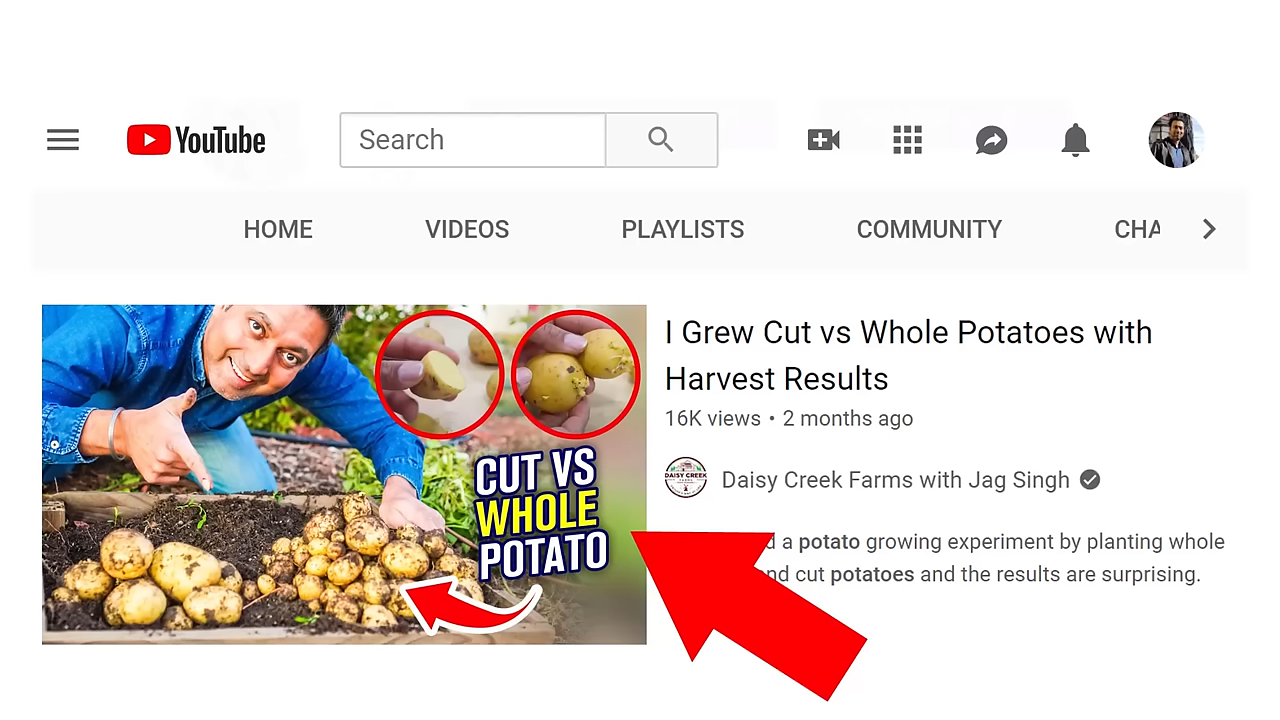 YouTube
Search
HOME
VIDEOS
PLAYLISTS
COMMUNITY
CHA
CUT VS
WHOLE
POTATO
I Grew Cut vs Whole Potatoes with
Harvest Results
16K views • 2 months ago
DAISY CREEK
Daisy Creek Farms with Jag Singh
a potato growing experiment by planting whole
cut potatoes and the results are surprising.